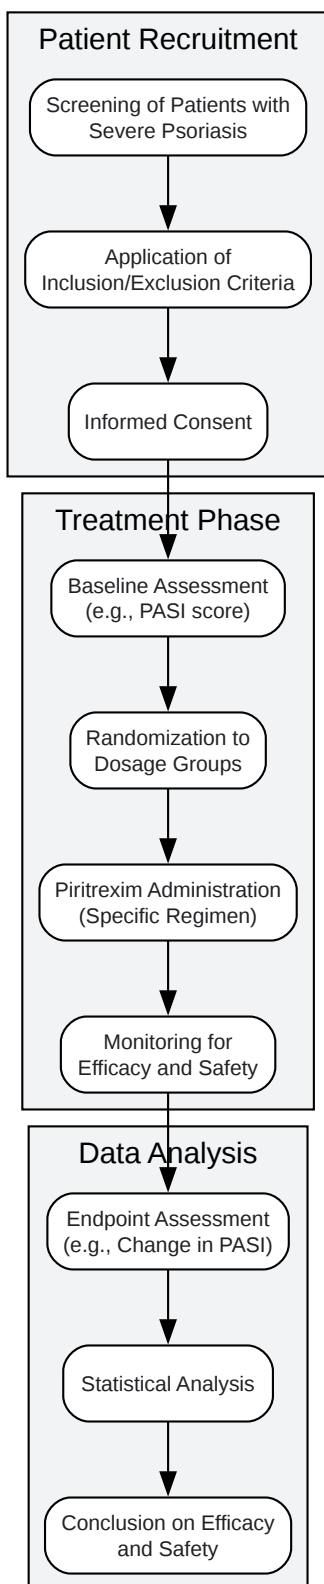 Patient Recruitment
Screening of Patients with
Severe Psoriasis
Application of
Inclusion/Exclusion Criteria
Informed Consent
Treatment Phase
Baseline Assessment
(e.g., PASI score)
Randomization to
Dosage Groups
Piritrexim Administration
(Specific Regimen)
Monitoring for
Efficacy and Safety
Data Analysis
Endpoint Assessment
(e.g., Change in PASI)
Statistical Analysis
Conclusion on Efficacy
and Safety